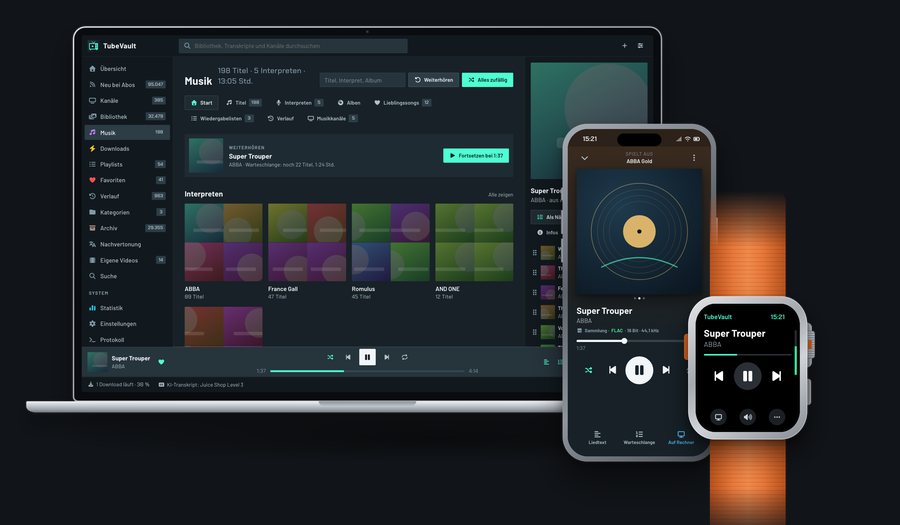 TubeVault
Bibliothek, Transkripte und Kanäle durchsuchen
Übersicht
Neu bei Abos 95.047
Kanäle 385
Bibliothek 32.479
Musik 198
Downloads
Playlists 54
Favoriten 41
Verlauf 863
Kategorien 3
Archiv 29.355
Nachvertonung
Eigene Videos 14
Suche
SYSTEM
Statistik
Einstellungen
Protokoll
Musik
198 Titel · 5 Interpreten ·
13.05 Std.
Titel, Interpret, Album
Weiterhören
Alles zufällig
Start
Titel 198
Interpreten 5
Alben
Lieblingssongs 12
Wiedergabelisten 3
Verlauf
Musikkanäle 5
WEITERHÖREN
Super Trouper
ABBA · Warteschlange: noch 22 Titel, 1:24 Std.
Fortsetzen bei 1:37
Interpreten
Alle zeigen
ABBA
France Gall
47 Titel
Romulus
45 Titel
AND ONE
12 Titel
Super Tro
ABBA · aus
Als Nä
Infos
Super Trouper
ABBA
1:37
4:14
1 Download läuft · 38 %
KI-Transkript: Juice Shop Level 3
15:21
SPIELT AUS
ABBA Gold
Super Trouper
ABBA
Sammlung · FLAC · 16 Bit · 44,1 kHz
1:37
Liedtext
Warteschlange
Auf Rechner
TubeVault
15:21
Super Trouper
ABBA